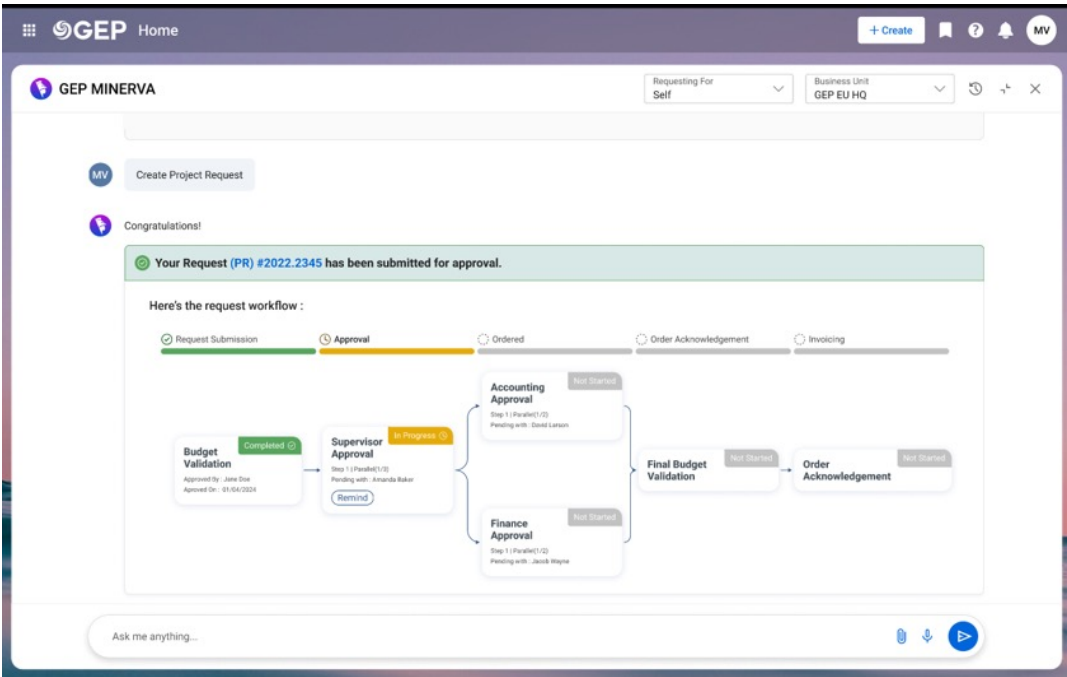 GEP Home
+ Create
MV
GEP MINERVA
Requesting For
Self
Business Unit
GEP EU HQ
MV
Create Project Request
Congratulations!
Your Request (PR) #2022.2345 has been submitted for approval.
Here's the request workflow :
Request Submission
Approval
Ordered
Order Acknowledgement
Invoicing
Budget
Validation
Completed
Approved by : Jane Doe
Aproved On : 01/04/2024
Supervisor
Approval
In Progress
Step 1 | Parallel(1/2)
Pending with : Amanda Baker
Remind
Accounting
Approval
Not Started
Step 1 | Parallel(1/2)
Pending with : David Larson
Finance
Approval
Not Started
Step 1 | Parallel(1/2)
Pending with : Jacob Wayne
Final Budget
Validation
Not Started
Order
Acknowledgement
Not Started
Ask me anything...